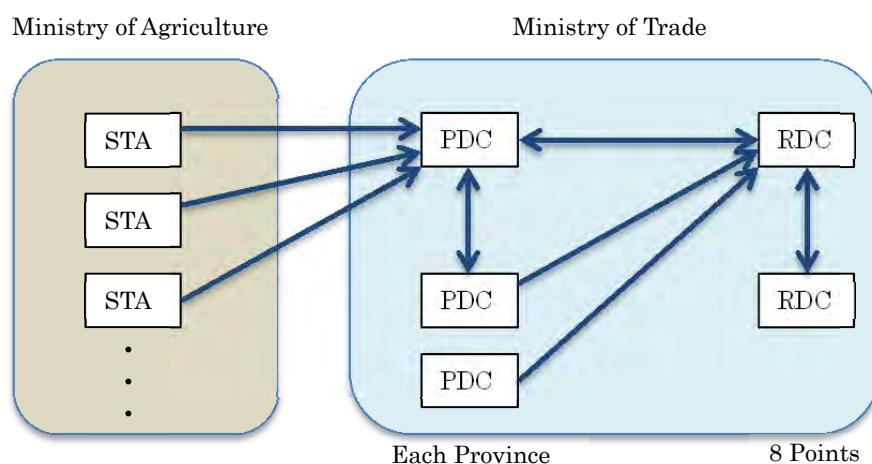 Ministry of Agriculture
Ministry of Trade
STA
PDC
RDC
STA
STA
PDC
RDC
PDC
Each Province
8 Points